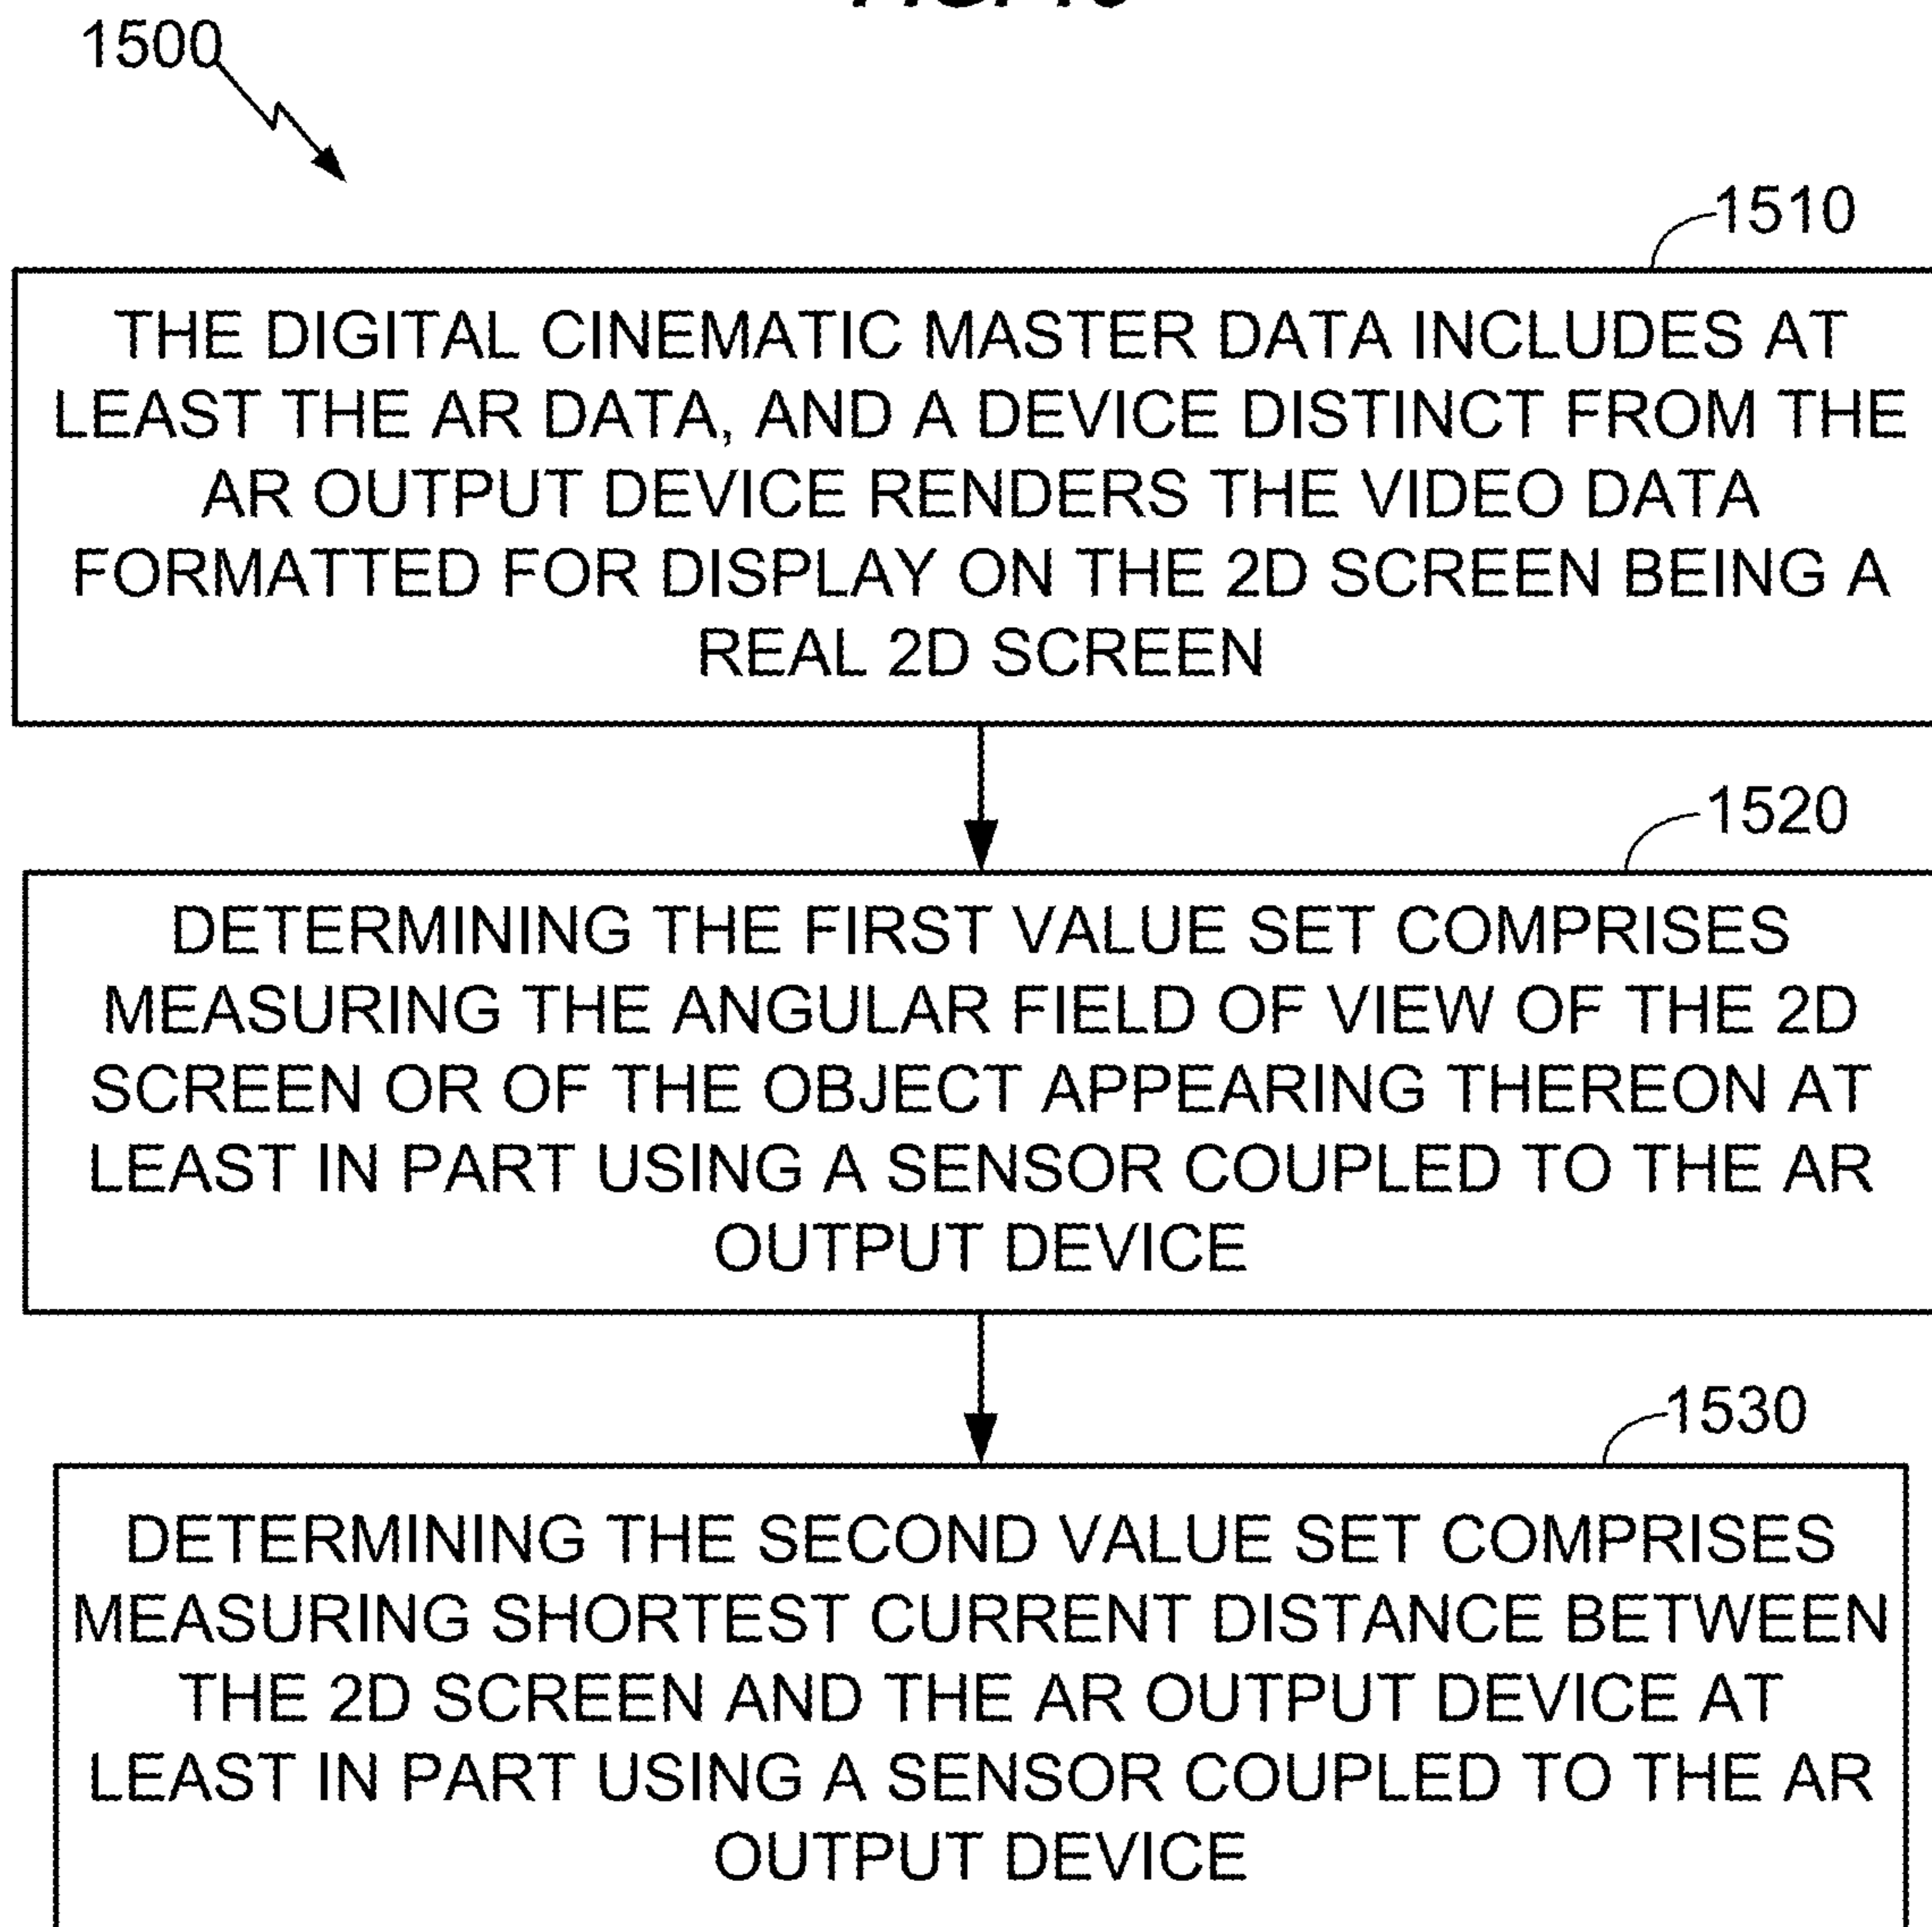 1500
1510
THE DIGITAL CINEMATIC MASTER DATA INCLUDES AT
LEAST THE AR DATA, AND A DEVICE DISTINCT FROM THE
AR OUTPUT DEVICE RENDERS THE VIDEO DATA
FORMATTED FOR DISPLAY ON THE 2D SCREEN BEING A
REAL 2D SCREEN
1520
DETERMINING THE FIRST VALUE SET COMPRISES
MEASURING THE ANGULAR FIELD OF VIEW OF THE 2D
SCREEN OR OF THE OBJECT APPEARING THEREON AT
LEAST IN PART USING A SENSOR COUPLED TO THE AR
OUTPUT DEVICE
1530
DETERMINING THE SECOND VALUE SET COMPRISES
MEASURING SHORTEST CURRENT DISTANCE BETWEEN
THE 2D SCREEN AND THE AR OUTPUT DEVICE AT
LEAST IN PART USING A SENSOR COUPLED TO THE AR
OUTPUT DEVICE